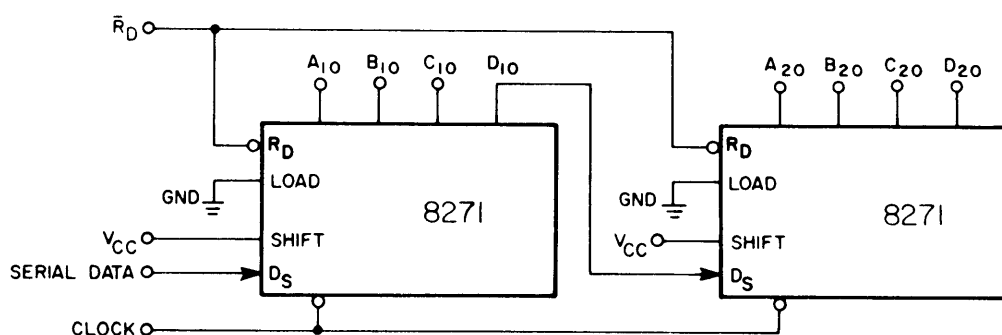 R̄D
A10 B10 C10 D10
A20 B20 C20 D20
RD
LOAD
GND
8271
VCC
SHIFT
SERIAL DATA
DS
CLOCK
RD
LOAD
GND
8271
VCC
SHIFT
DS